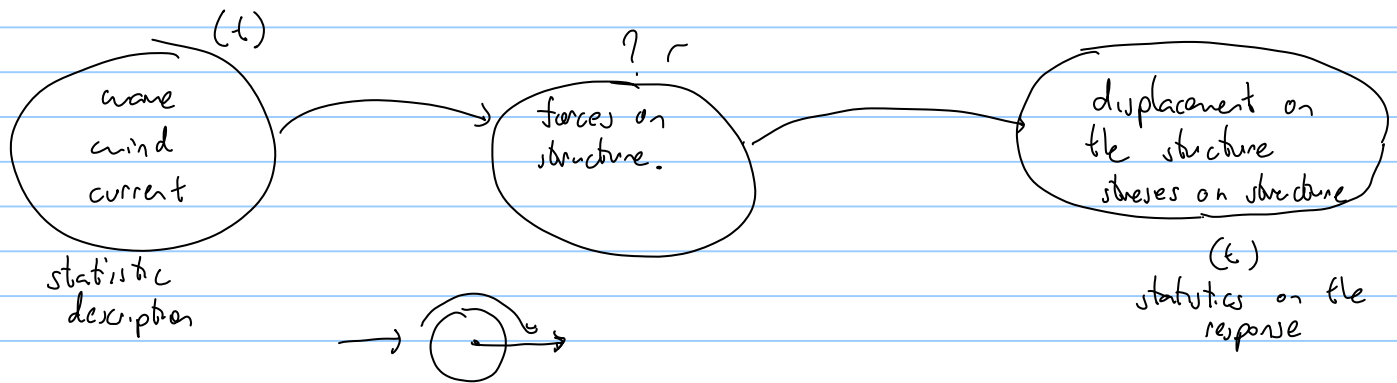 (t)
wave
wind
current
statistic
description
?
forces on
structure.
displacement on
the structure
stresses on structure
(t)
statistics on the
response